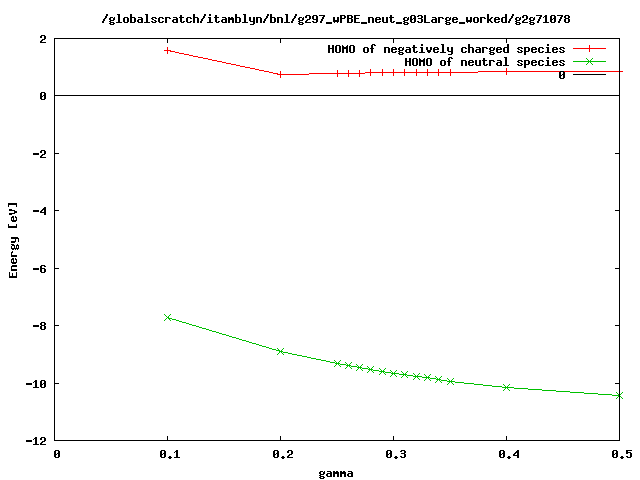 /globalscratch/itamblyn/bnl/g297_wPBE_neut_g03Large_worked/g2g71078
HOMO of negatively charged species
HOMO of neutral species
0
2
0
-2
-4
-6
-8
-10
-12
Energy [eV]
0 0.1 0.2 0.3 0.4 0.5
gamma